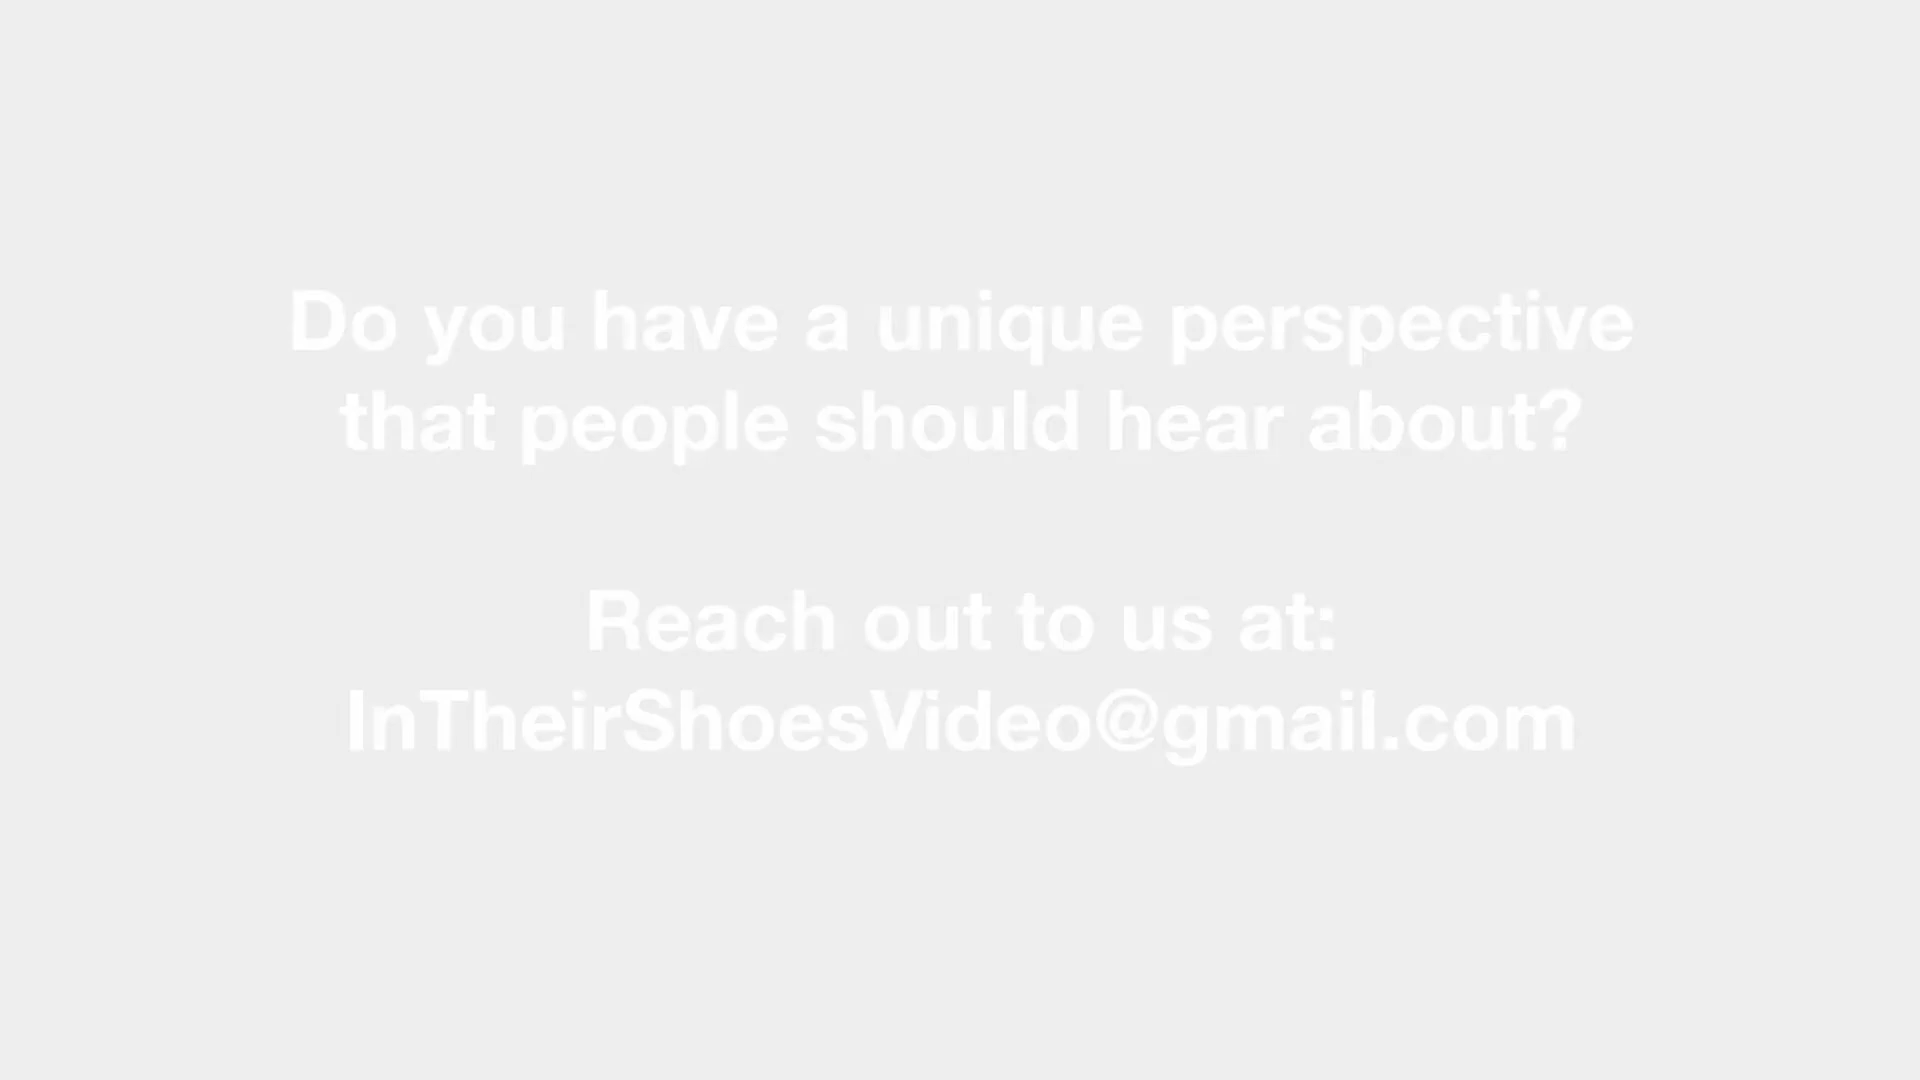 Do you have a unique perspective
that people should hear about?
Reach out to us at:
InTheirShoesVideo@gmail.com